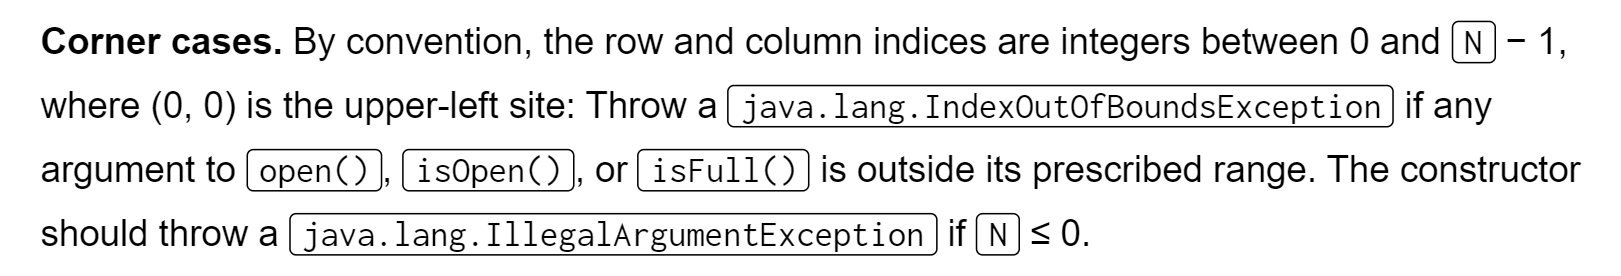 Corner cases. By convention, the row and column indices are integers between 0 and N − 1,
where (0, 0) is the upper-left site: Throw a java.lang.IndexOutOfBoundsException if any
argument to open(), isOpen(), or isFull() is outside its prescribed range. The constructor
should throw a java.lang.IllegalArgumentException if N ≤ 0.